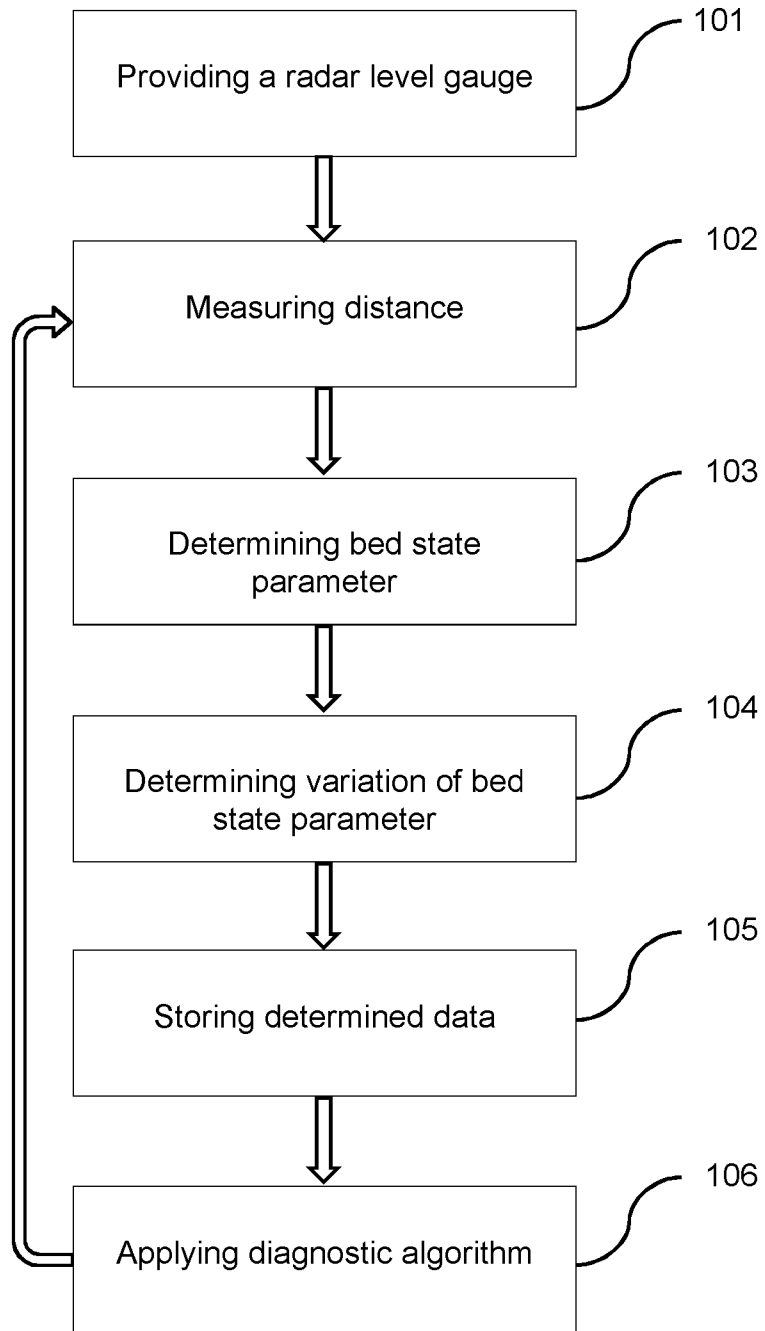 101
Providing a radar level gauge
102
Measuring distance
103
Determining bed state
parameter
104
Determining variation of bed
state parameter
105
Storing determined data
106
Applying diagnostic algorithm